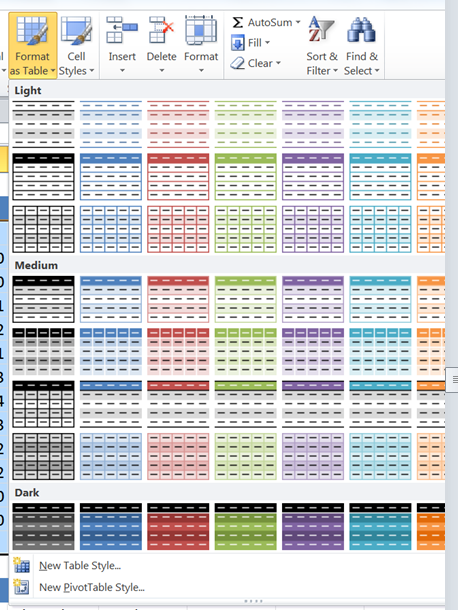 Format as Table
Cell Styles
Insert
Delete
Format
Σ AutoSum
Fill
Clear
Sort & Filter
Find & Select
Light
Medium
Dark
New Table Style...
New PivotTable Style...